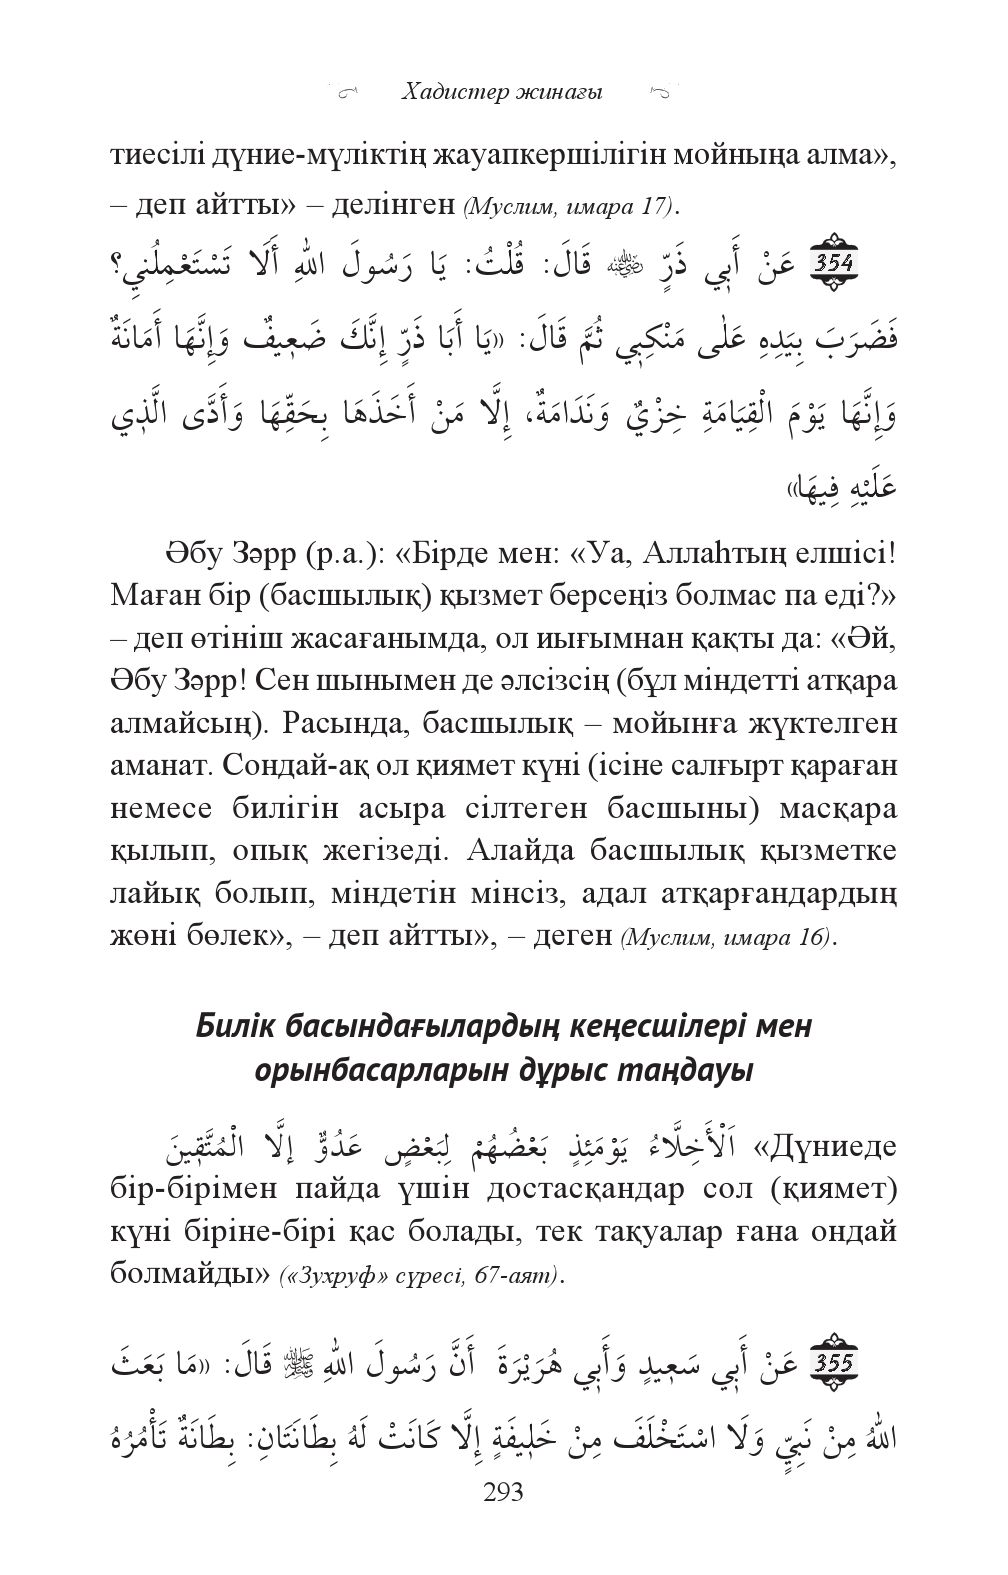 Хадистер жинағы
тиесілі дүние-мүліктің жауапкершілігін мойныңа алма»,
– деп айтты» – делінген (Муслим, имара 17).
354 عَنْ أَبِي ذَرٍّ ﷺ قَالَ: قُلْتُ: يَا رَسُولَ اللهِ أَلَا تَسْتَعْمِلُنِي؟
فَضَرَبَ بِيَدِهِ عَلٰى مَنْكِبِي ثُمَّ قَالَ: «يَا أَبَا ذَرٍّ إِنَّكَ ضَعِيفٌ وَإِنَّهَا أَمَانَةٌ
وَإِنَّهَا يَوْمَ الْقِيَامَةِ خِزْيٌ وَنَدَامَةٌ، إِلَّا مَنْ أَخَذَهَا بِحَقِّهَا وَأَدَّى الَّذِي
عَلَيْهِ فِيهَا»
Әбу Зәрр (р.а.): «Бірде мен: «Уа, Аллаһтың елшісі!
Маған бір (басшылық) қызмет берсеңіз болмас па еді?»
– деп өтініш жасағанымда, ол иығымнан қақты да: «Әй,
Әбу Зәрр! Сен шынымен де әлсізсің (бұл міндетті атқара
алмайсың). Расында, басшылық – мойынға жүктелген
аманат. Сондай-ақ ол қиямет күні (ісіне салғырт қараған
немесе билігін асыра сілтеген басшыны) масқара
қылып, опық жегізеді. Алайда басшылық қызметке
лайық болып, міндетін мінсіз, адал атқарғандардың
жөні бөлек», – деп айтты», – деген (Муслим, имара 16).
Билік басындағылардың кеңесшілері мен
орынбасарларын дұрыс таңдауы
اَلْأَخِلَّاءُ يَوْمَئِذٍ بَعْضُهُمْ لِبَعْضٍ عَدُوٌّ إلَّا الْمُتَّقِينَ «Дүниеде
бір-бірімен пайда үшін достасқандар сол (қиямет)
күні біріне-бірі қас болады, тек тақуалар ғана ондай
болмайды» («Зухруф» сүресі, 67-аят).
355 عَنْ أَبِي سَعِيدٍ وَأَبِي هُرَيْرَةَ أَنَّ رَسُولَ اللهِ ﷺ قَالَ: «مَا بَعَثَ
اللهُ مِنْ نَبِيٍّ وَلَا اسْتَخْلَفَ مِنْ خَلِيفَةٍ إِلَّا كَانَتْ لَهُ بِطَانَتَانِ: بِطَانَةٌ تَأْمُرُهُ
293